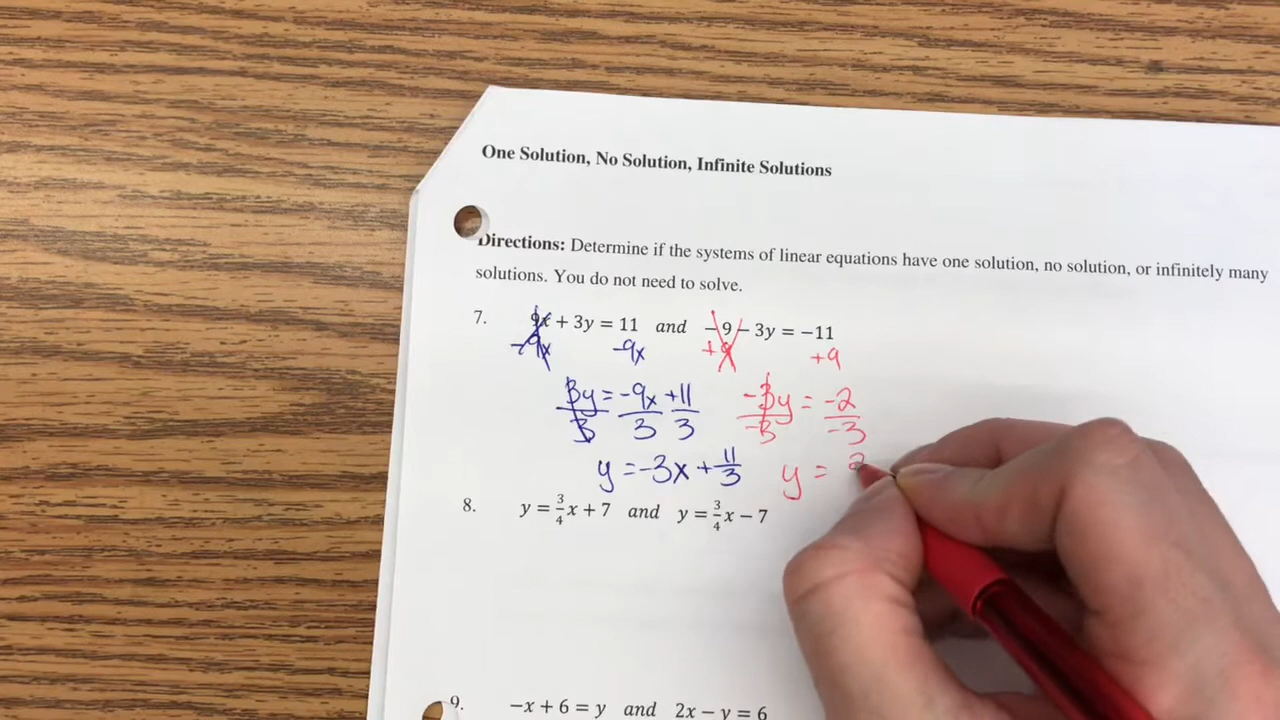 One Solution, No Solution, Infinite Solutions
Directions: Determine if the systems of linear equations have one solution, no solution, or infinitely many
solutions. You do not need to solve.
7. 9x + 3y = 11 and −9 − 3y = −11
-9x -9x +9 +9
3y = -9x + 11 -3y = -2
3 3 3 -3 -3
y = -3x + 11/3 y = 2
8. y = 3/4 x + 7 and y = 3/4 x − 7
9. −x + 6 = y and 2x − y = 6